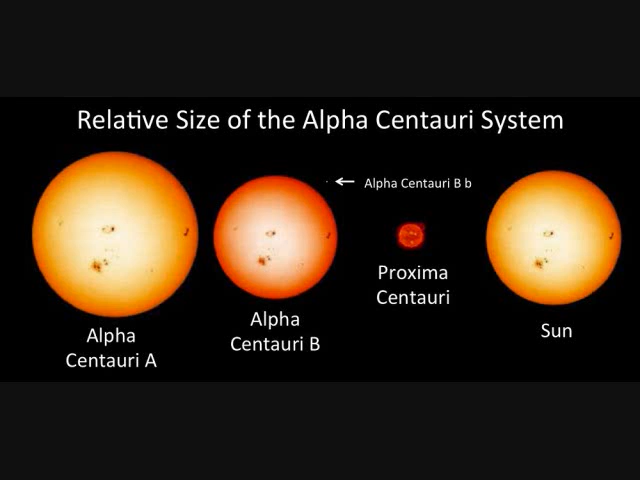 Relative Size of the Alpha Centauri System
Alpha Centauri B b
Alpha
Centauri A
Alpha
Centauri B
Proxima
Centauri
Sun